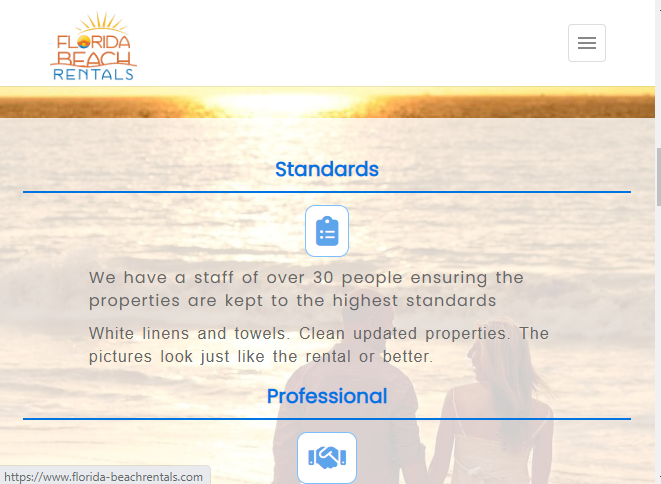 FLORIDA
BEACH
RENTALS
Standards
We have a staff of over 30 people ensuring the
properties are kept to the highest standards
White linens and towels. Clean updated properties. The
pictures look just like the rental or better.
Professional
https://www.florida-beachrentals.com